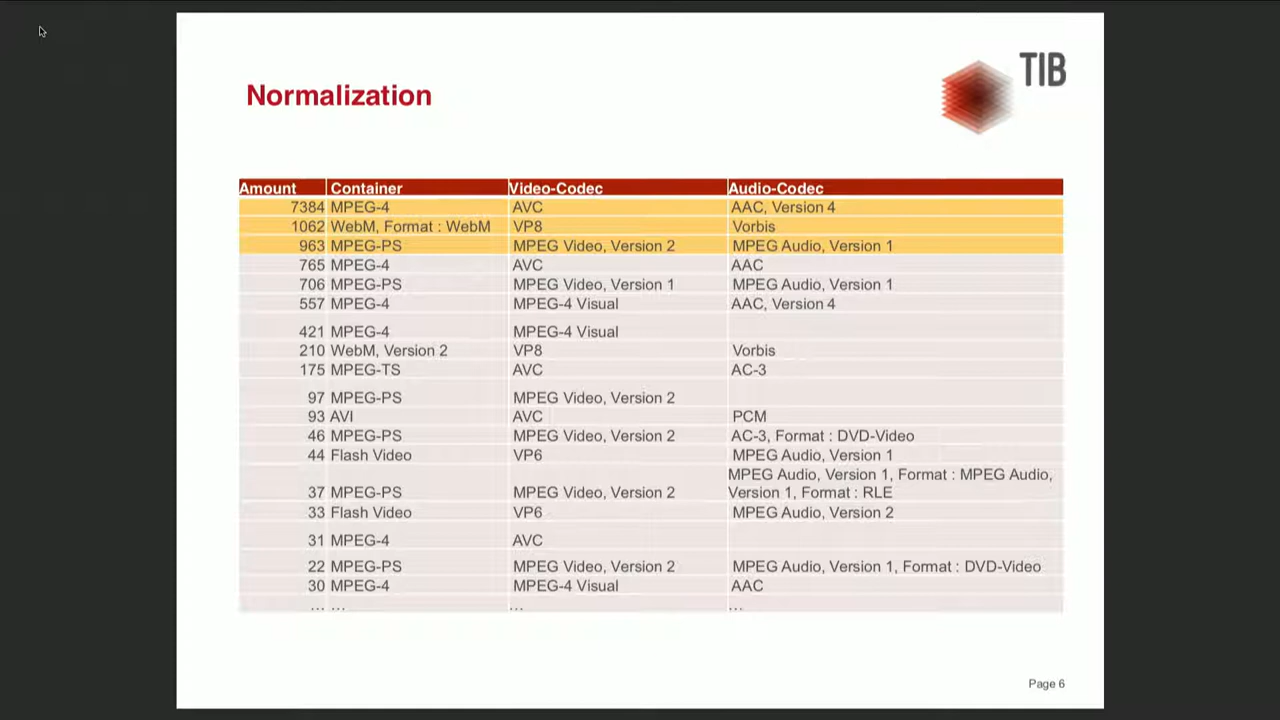 TIB
Normalization
Amount Container Video-Codec Audio-Codec
7384 MPEG-4 AVC AAC, Version 4
1062 WebM, Format : WebM VP8 Vorbis
963 MPEG-PS MPEG Video, Version 2 MPEG Audio, Version 1
765 MPEG-4 AVC AAC
706 MPEG-PS MPEG Video, Version 1 MPEG Audio, Version 1
557 MPEG-4 MPEG-4 Visual AAC, Version 4
421 MPEG-4 MPEG-4 Visual
210 WebM, Version 2 VP8 Vorbis
175 MPEG-TS AVC AC-3
97 MPEG-PS MPEG Video, Version 2
93 AVI AVC PCM
46 MPEG-PS MPEG Video, Version 2 AC-3, Format : DVD-Video
44 Flash Video VP6 MPEG Audio, Version 1
MPEG Audio, Version 1, Format : MPEG Audio,
37 MPEG-PS MPEG Video, Version 2 Version 1, Format : RLE
33 Flash Video VP6 MPEG Audio, Version 2
31 MPEG-4 AVC
22 MPEG-PS MPEG Video, Version 2 MPEG Audio, Version 1, Format : DVD-Video
30 MPEG-4 MPEG-4 Visual AAC
... ... ... ...
Page 6